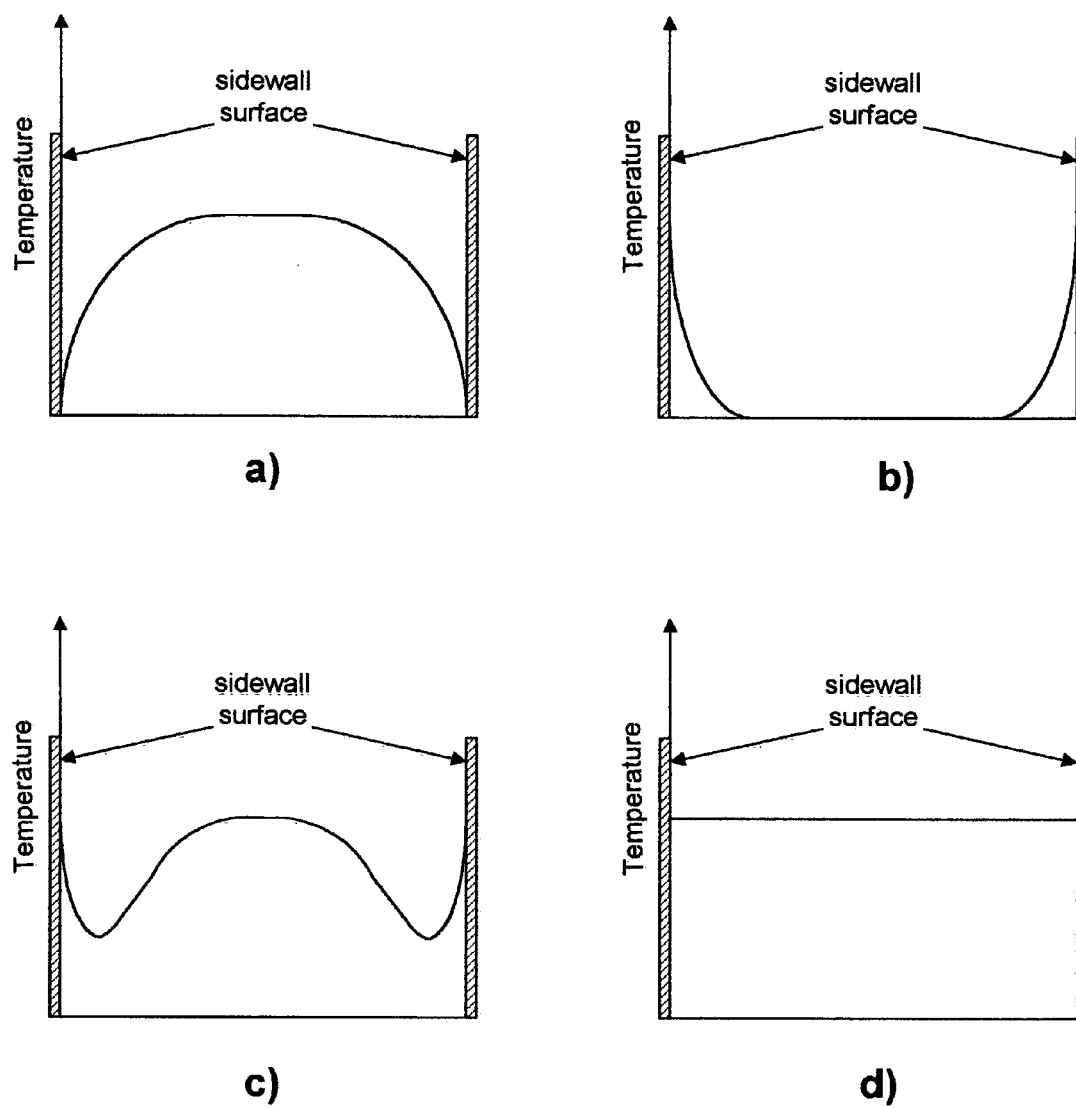 sidewall
surface
Temperature
a)
sidewall
surface
Temperature
b)
sidewall
surface
Temperature
c)
sidewall
surface
Temperature
d)